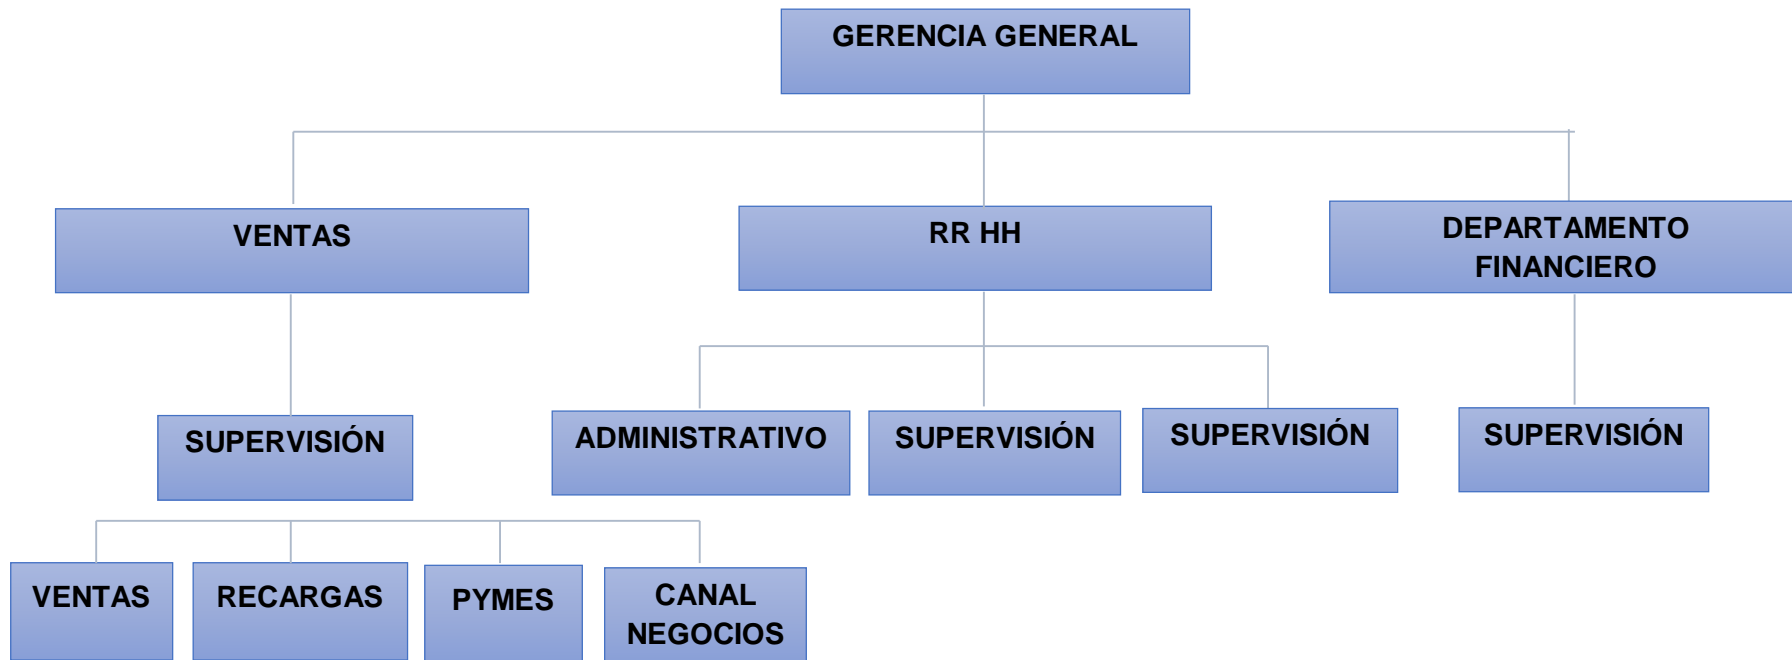 GERENCIA GENERAL
VENTAS
RR HH
DEPARTAMENTO
FINANCIERO
SUPERVISIÓN
ADMINISTRATIVO
SUPERVISIÓN
SUPERVISIÓN
SUPERVISIÓN
VENTAS
RECARGAS
PYMES
CANAL
NEGOCIOS